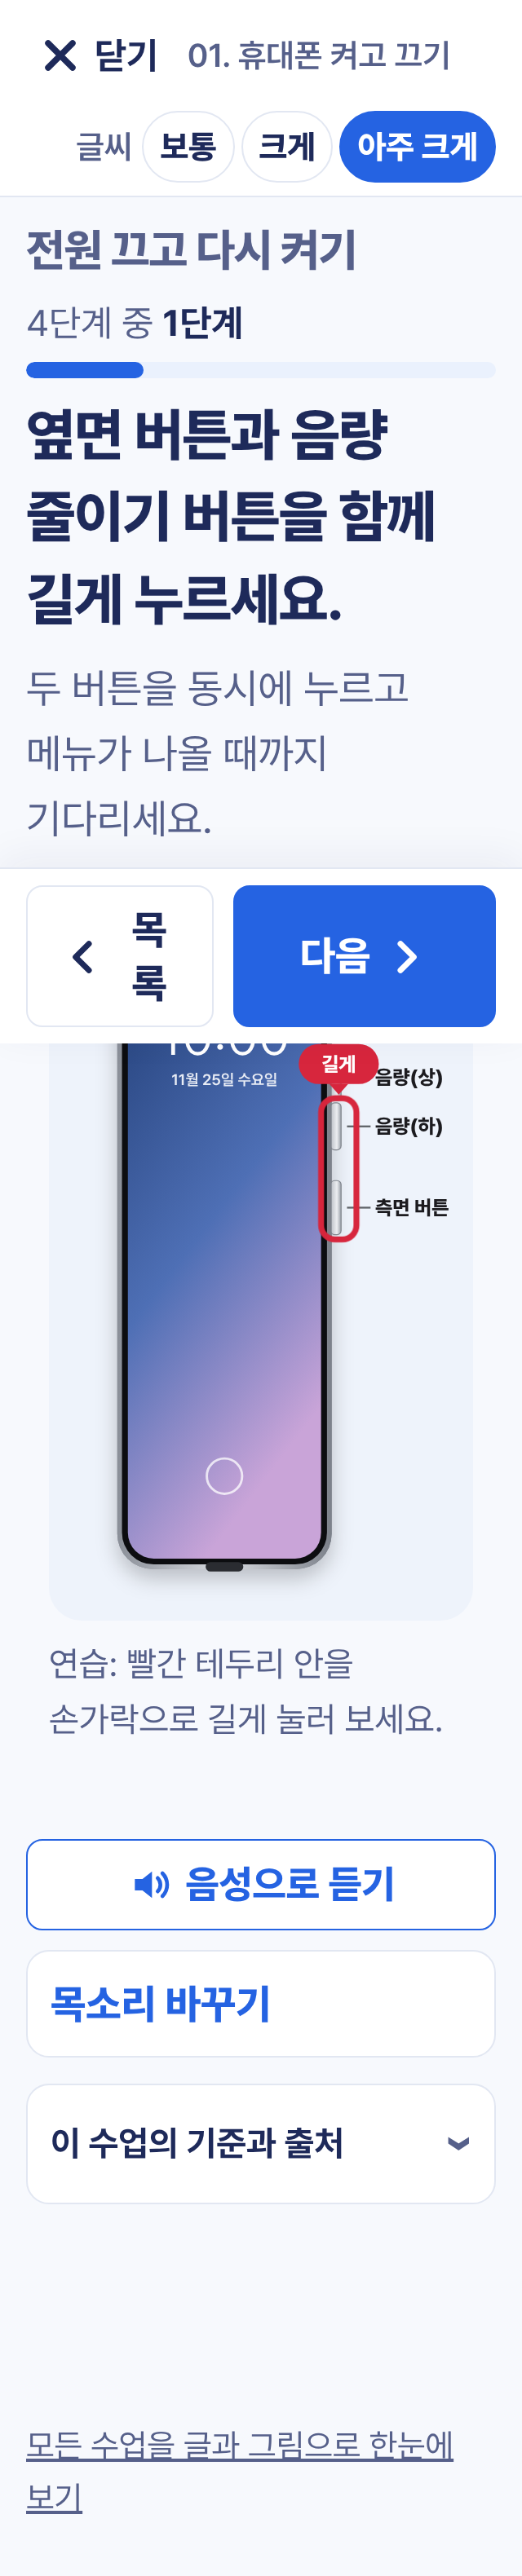 닫기 01. 휴대폰 켜고 끄기
글씨 보통 크게 아주 크게
전원 끄고 다시 켜기
4단계 중 1단계
옆면 버튼과 음량
줄이기 버튼을 함께
길게 누르세요.
두 버튼을 동시에 누르고
메뉴가 나올 때까지
기다리세요.
목
록
다음
길게
음량(상)
11월 25일 수요일
음량(하)
측면 버튼
연습: 빨간 테두리 안을
손가락으로 길게 눌러 보세요.
음성으로 듣기
목소리 바꾸기
이 수업의 기준과 출처
모든 수업을 글과 그림으로 한눈에
보기